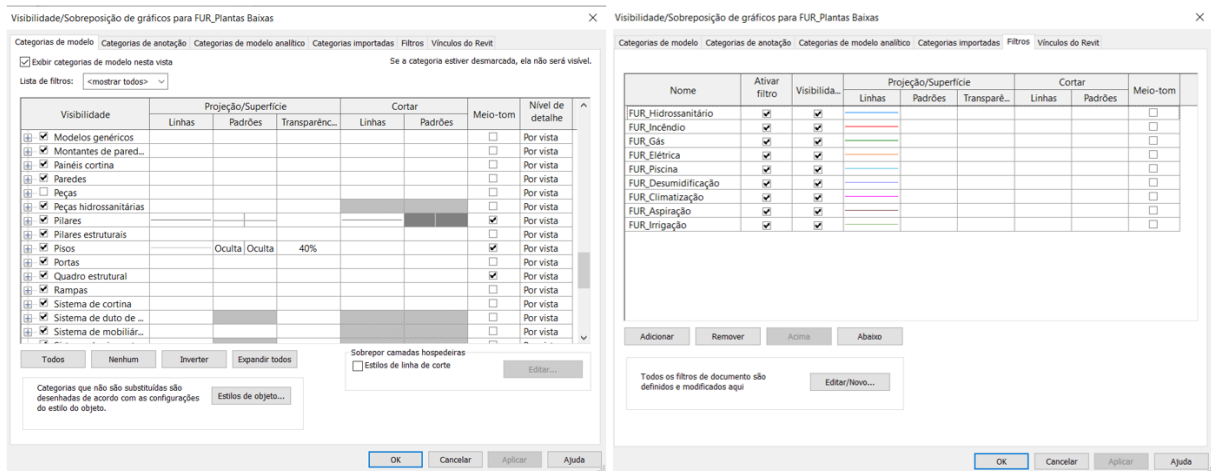 Visibilidade/Sobreposição de gráficos para FUR_Plantas Baixas
Categorias de modelo Categorias de anotação Categorias de modelo analítico Categorias importadas Filtros Vínculos do Revit
Exibir categorias de modelo nesta vista Se a categoria estiver desmarcada, ela não será visível.
Lista de filtros: <mostrar todos>
Visibilidade Projeção/Superfície Cortar Meio-tom Nível de detalhe
Linhas Padrões Transparênc... Linhas Padrões
Modelos genéricos Por vista
Montantes de pared... Por vista
Painéis cortina Por vista
Paredes Por vista
Peças Por vista
Peças hidrossanitárias Por vista
Pilares Por vista
Pilares estruturais Por vista
Pisos Oculta Oculta 40% Por vista
Portas Por vista
Quadro estrutural Por vista
Rampas Por vista
Sistema de cortina Por vista
Sistema de duto de ... Por vista
Sistema de mobiliár... Por vista
Todos Nenhum Inverter Expandir todos
Sobrepor camadas hospedeiras
Estilos de linha de corte Editar...
Categorias que não são substituídas são
desenhadas de acordo com as configurações
do estilo do objeto.
Estilos de objeto...
OK Cancelar Aplicar Ajuda
Visibilidade/Sobreposição de gráficos para FUR_Plantas Baixas
Categorias de modelo Categorias de anotação Categorias de modelo analítico Categorias importadas Filtros Vínculos do Revit
Nome Ativar filtro Visibilida... Projeção/Superfície Cortar Meio-tom
Linhas Padrões Transparê... Linhas Padrões
FUR_Hidrossanitário
FUR_Incêndio
FUR_Gás
FUR_Elétrica
FUR_Piscina
FUR_Desumidificação
FUR_Climatização
FUR_Aspiração
FUR_Irrigação
Adicionar Remover Acima Abaixo
Todos os filtros de documento são
definidos e modificados aqui
Editar/Novo...
OK Cancelar Aplicar Ajuda